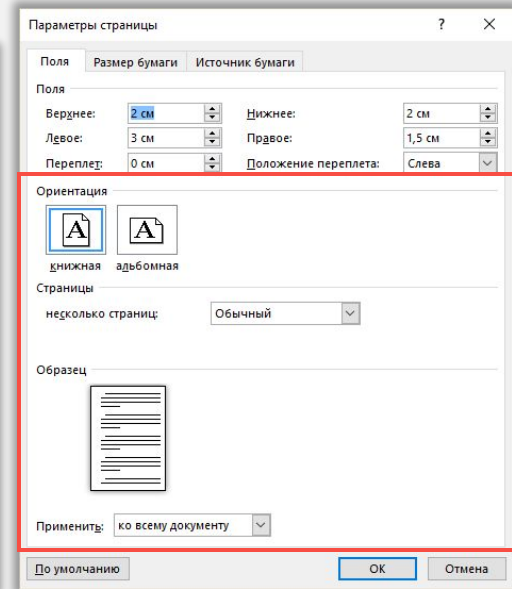 Параметры страницы ?
Поля Размер бумаги Источник бумаги
Поля
Верхнее: 2 см Нижнее: 2 см
Левое: 3 см Правое: 1,5 см
Переплет: 0 см Положение переплета: Слева
Ориентация
A A
книжная альбомная
Страницы
несколько страниц: Обычный
Образец
Применить: ко всему документу
По умолчанию ОК Отмена